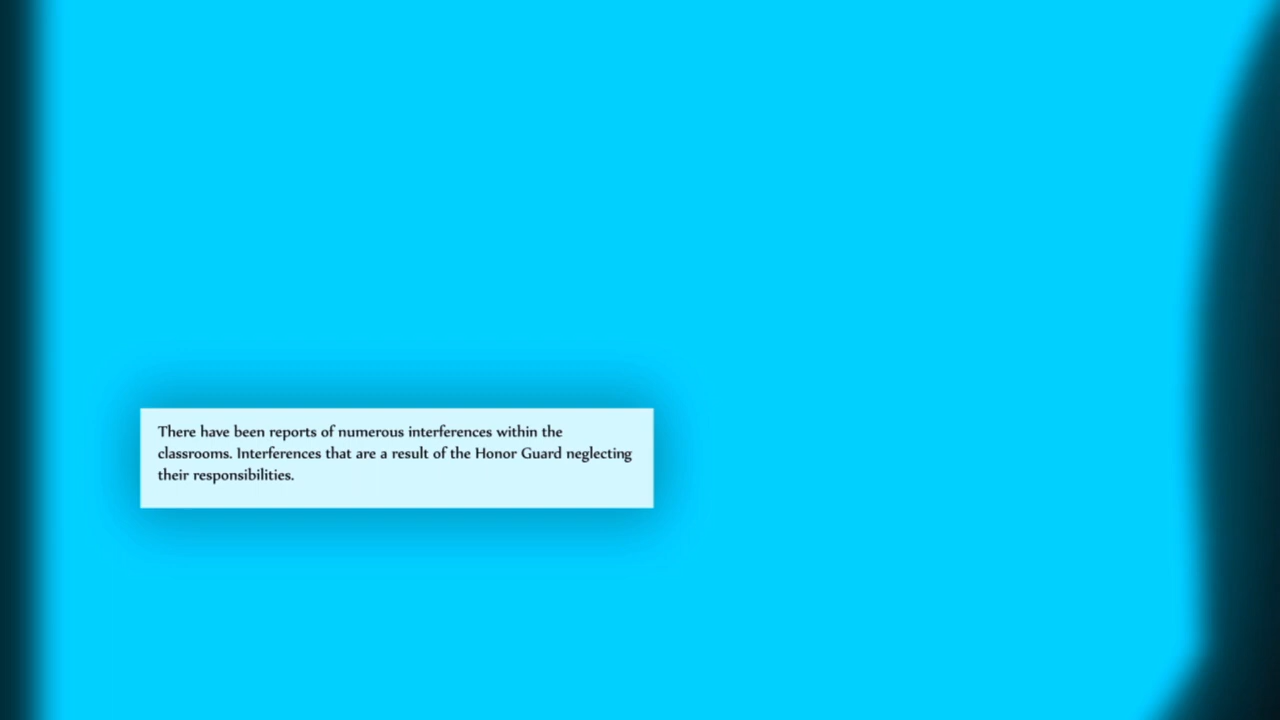 There have been reports of numerous interferences within the
classrooms. Interferences that are a result of the Honor Guard neglecting
their responsibilities.